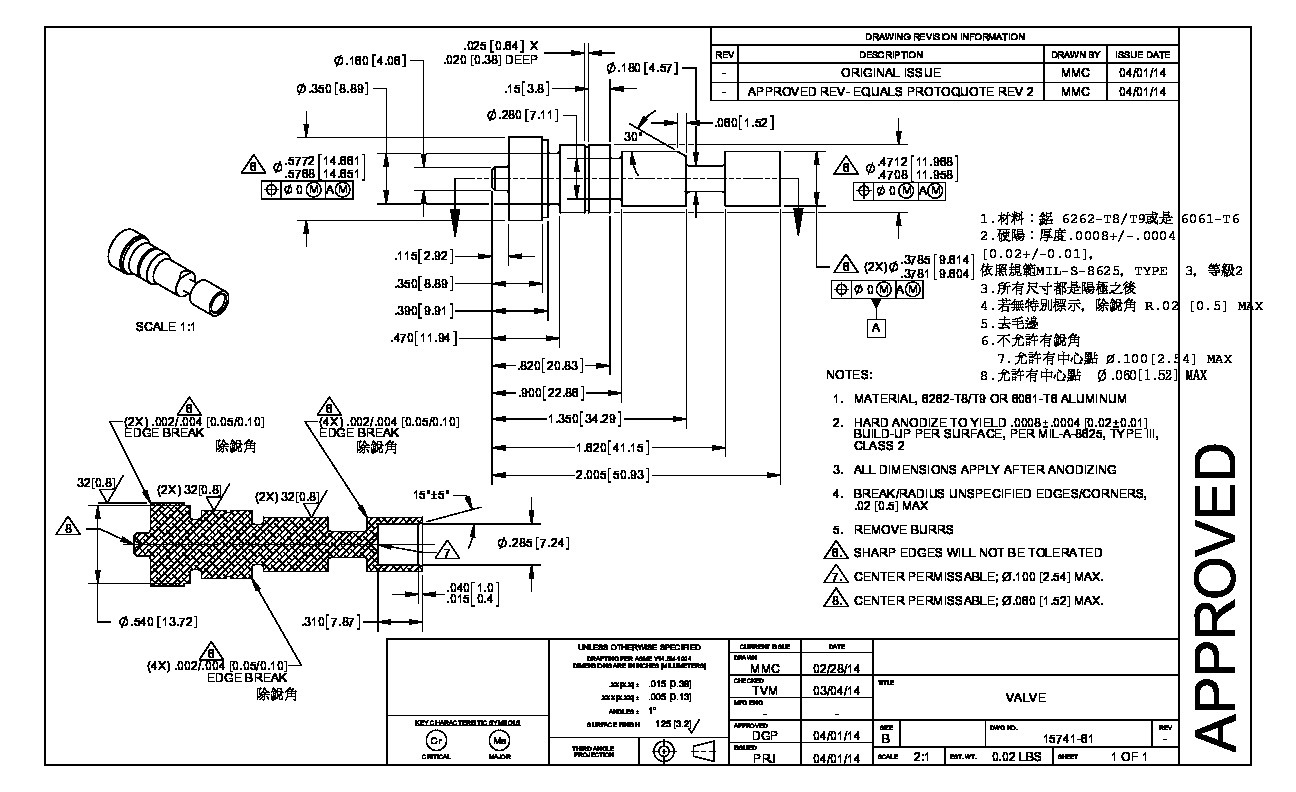 DRAWING REVISION INFORMATION
REV DESCRIPTION DRAWN BY ISSUE DATE
- ORIGINAL ISSUE MMC 04/01/14
- APPROVED REV- EQUALS PROTOQUOTE REV 2 MMC 04/01/14
.025 [0.64] X
.020 [0.38] DEEP
Ø.160 [4.06]
Ø.180 [4.57]
Ø.350 [8.89]
.15 [3.8]
Ø.280 [7.11]
.060 [1.52]
30°
6 Ø .5772 [14.661]
.5768 [14.651]
⌖ Ø 0 Ⓜ A Ⓜ
6 Ø .4712 [11.968]
.4708 [11.958]
⌖ Ø 0 Ⓜ A Ⓜ
6 (2X) Ø .3785 [9.614]
.3781 [9.604]
⌖ Ø 0 Ⓜ A Ⓜ
A
.115 [2.92]
.350 [8.89]
.390 [9.91]
.470 [11.94]
.820 [20.83]
.900 [22.86]
1.350 [34.29]
1.620 [41.15]
2.005 [50.93]
SCALE 1:1
1.材料：鋁 6262-T8/T9或是 6061-T6
2.硬陽：厚度.0008+/-.0004
[0.02+/-0.01],
依照規範MIL-S-8625, TYPE 3, 等級2
3.所有尺寸都是陽極之後
4.若無特別標示, 除銳角 R.02 [0.5] MAX
5.去毛邊
6.不允許有銳角
7.允許有中心點 Ø.100[2.54] MAX
8.允許有中心點 Ø.060[1.52] MAX
NOTES:
1. MATERIAL, 6262-T8/T9 OR 6061-T6 ALUMINUM
2. HARD ANODIZE TO YIELD .0008±.0004 [0.02±0.01]
BUILD-UP PER SURFACE, PER MIL-A-8625, TYPE III,
CLASS 2
3. ALL DIMENSIONS APPLY AFTER ANODIZING
4. BREAK/RADIUS UNSPECIFIED EDGES/CORNERS,
.02 [0.5] MAX
5. REMOVE BURRS
6. SHARP EDGES WILL NOT BE TOLERATED
7. CENTER PERMISSABLE; Ø.100 [2.54] MAX.
8. CENTER PERMISSABLE; Ø.060 [1.52] MAX.
6
(2X) .002/.004 [0.05/0.10]
EDGE BREAK
除銳角
6
(4X) .002/.004 [0.05/0.10]
EDGE BREAK
除銳角
32[0.8]
(2X) 32[0.8]
(2X) 32[0.8]
15°±5°
8
7
Ø.285 [7.24]
.040 [1.0]
.015 [0.4]
Ø.540 [13.72]
.310[7.87]
6
(4X) .002/.004 [0.05/0.10]
EDGE BREAK
除銳角
KEY CHARACTERISTIC SYMBOLS
Cr Ma
CRITICAL MAJOR
UNLESS OTHERWISE SPECIFIED
DRAFTING PER ASME Y14.5M-1994
DIMENSIONS ARE IN INCHES [MILLIMETERS]
.xx[x.x] ± .015 [0.38]
.xxx[x.xx] ± .005 [0.13]
ANGLES ± 1°
SURFACE FINISH 125 [3.2]
THIRD ANGLE
PROJECTION
CURRENT ISSUE DATE
DRAWN
MMC 02/28/14
CHECKED
TVM 03/04/14
MFG ENG
- -
APPROVED
DGP 04/01/14
ISSUED
PRJ 04/01/14
TITLE
VALVE
SIZE
B
DWG NO.
15741-61
REV
-
SCALE 2:1 EST. WT. 0.02 LBS SHEET 1 OF 1
APPROVED